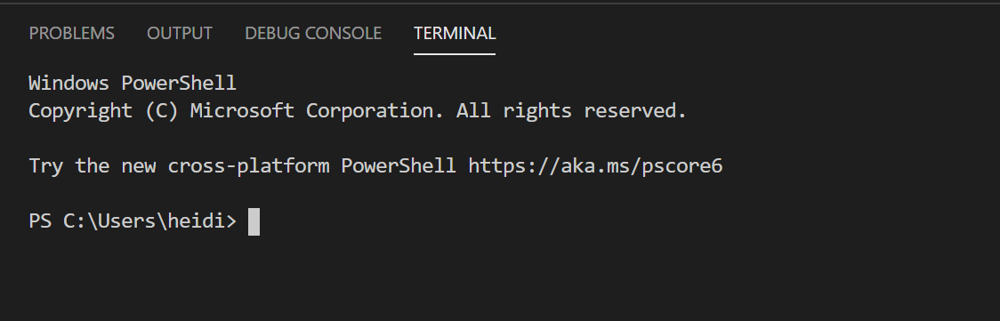 PROBLEMS OUTPUT DEBUG CONSOLE TERMINAL
Windows PowerShell
Copyright (C) Microsoft Corporation. All rights reserved.
Try the new cross-platform PowerShell https://aka.ms/pscore6
PS C:\Users\heidi>